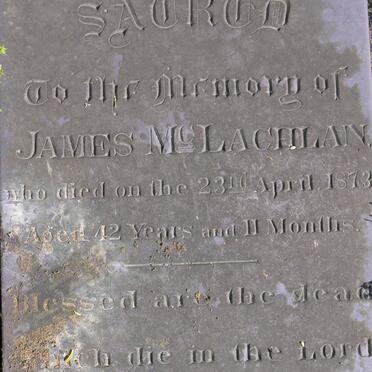 SACRED
To the Memory of
JAMES McLACHLAN,
who died on the 23rd April 1873
Aged 42 Years and 11 Months.
Blessed are the dead
die in the Lord